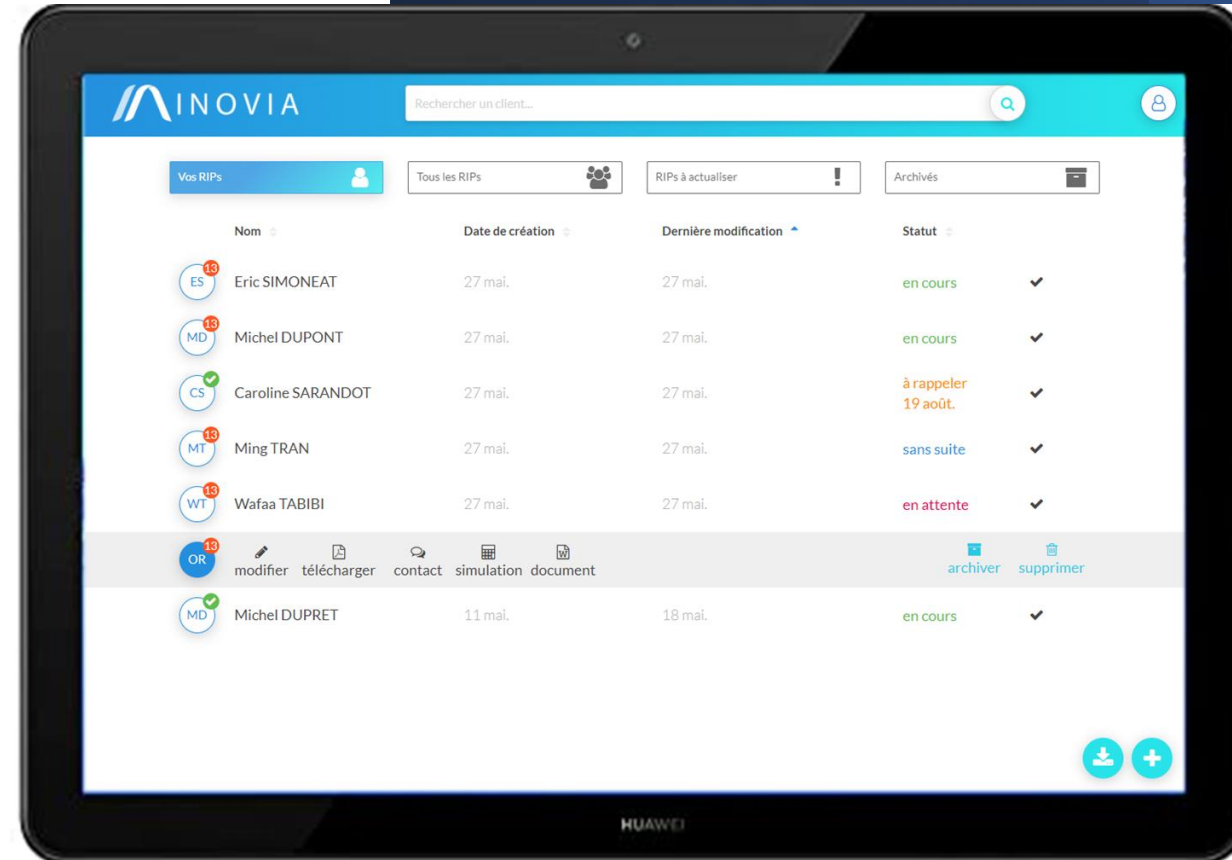 INOVIA
Rechercher un client...
Vos RIPs
Tous les RIPs
RIPs à actualiser
Archivés
Nom
Date de création
Dernière modification
Statut
ES 13 Eric SIMONEAT 27 mai. 27 mai. en cours
MD 13 Michel DUPONT 27 mai. 27 mai. en cours
CS Caroline SARANDOT 27 mai. 27 mai. à rappeler
19 août.
MT 13 Ming TRAN 27 mai. 27 mai. sans suite
WT 13 Wafaa TABIBI 27 mai. 27 mai. en attente
OR 13 modifier télécharger contact simulation document archiver supprimer
MD Michel DUPRET 11 mai. 18 mai. en cours
HUAWEI